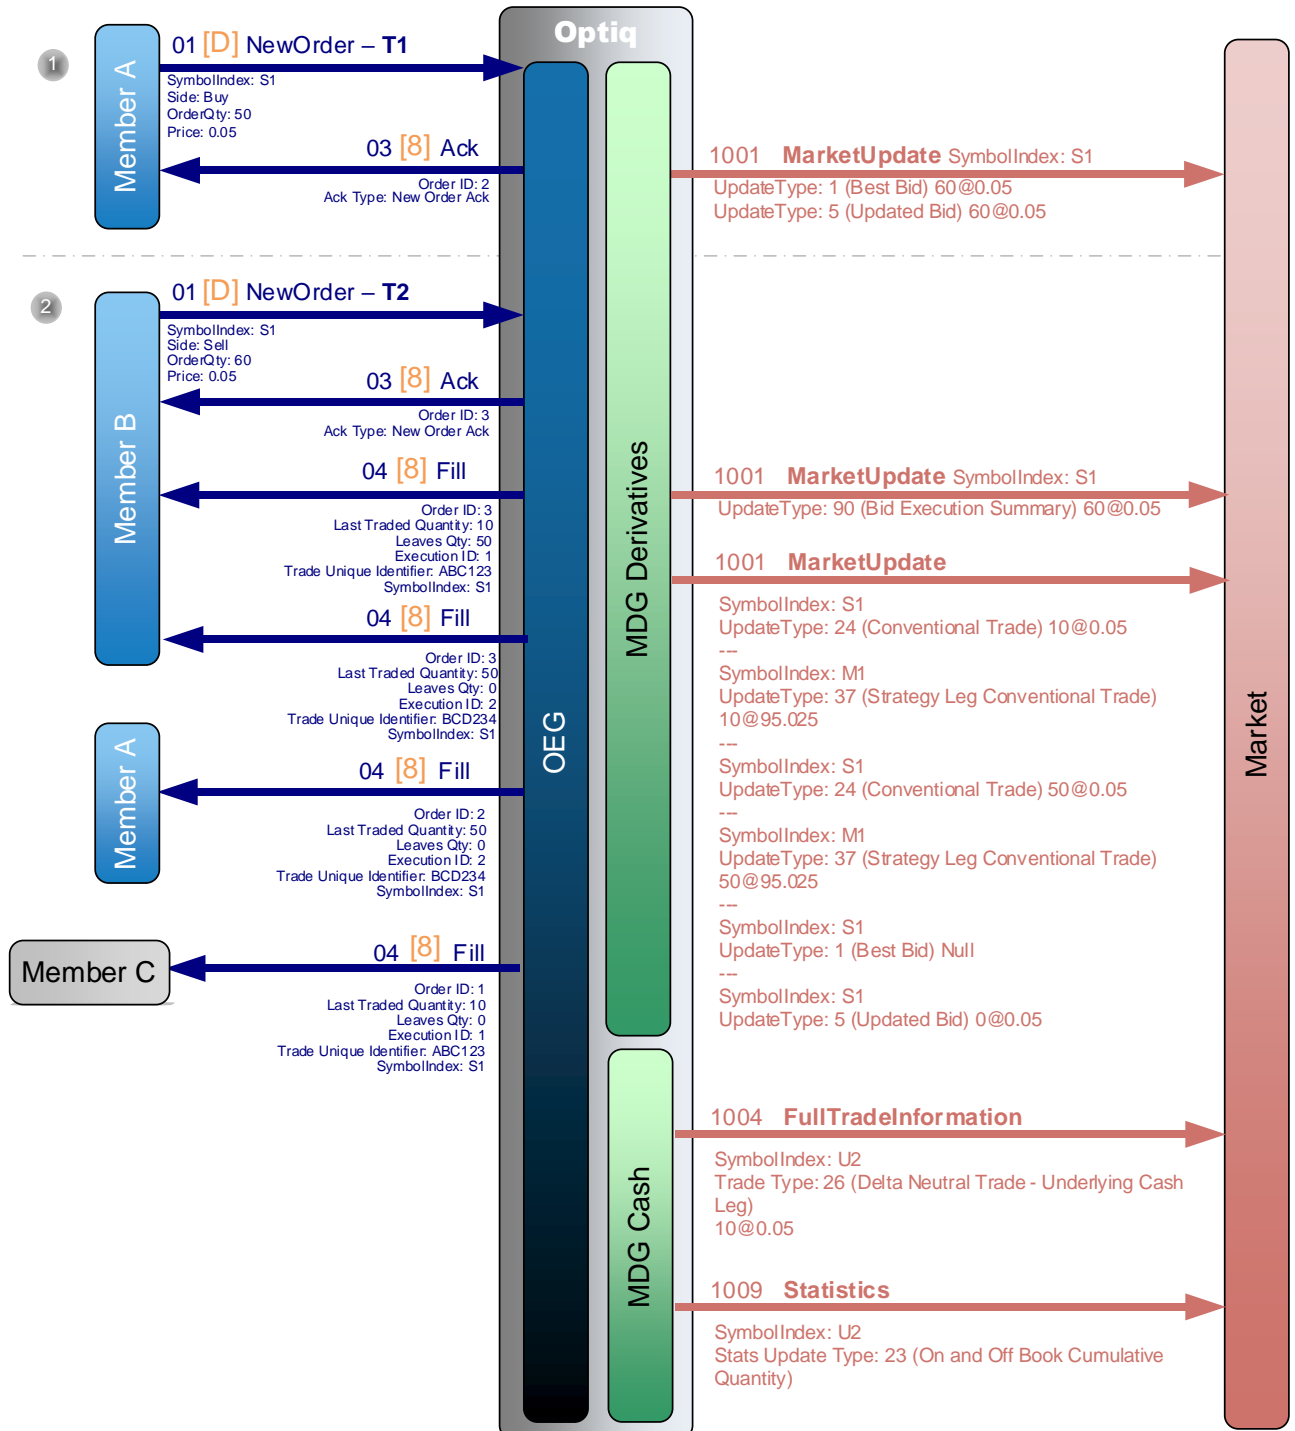 Optiq
1
Member A
01 [D] NewOrder – T1
SymbolIndex: S1
Side: Buy
OrderQty: 50
Price: 0.05
03 [8] Ack
Order ID: 2
Ack Type: New Order Ack
1001 MarketUpdate SymbolIndex: S1
UpdateType: 1 (Best Bid) 60@0.05
UpdateType: 5 (Updated Bid) 60@0.05
2
Member B
01 [D] NewOrder – T2
SymbolIndex: S1
Side: Sell
OrderQty: 60
Price: 0.05
03 [8] Ack
Order ID: 3
Ack Type: New Order Ack
04 [8] Fill
Order ID: 3
Last Traded Quantity: 10
Leaves Qty: 50
Execution ID: 1
Trade Unique Identifier: ABC123
SymbolIndex: S1
04 [8] Fill
Order ID: 3
Last Traded Quantity: 50
Leaves Qty: 0
Execution ID: 2
Trade Unique Identifier: BCD234
SymbolIndex: S1
Member A
04 [8] Fill
Order ID: 2
Last Traded Quantity: 50
Leaves Qty: 0
Execution ID: 2
Trade Unique Identifier: BCD234
SymbolIndex: S1
Member C
04 [8] Fill
Order ID: 1
Last Traded Quantity: 10
Leaves Qty: 0
Execution ID: 1
Trade Unique Identifier: ABC123
SymbolIndex: S1
OEG
MDG Derivatives
MDG Cash
1001 MarketUpdate SymbolIndex: S1
UpdateType: 90 (Bid Execution Summary) 60@0.05
1001 MarketUpdate
SymbolIndex: S1
UpdateType: 24 (Conventional Trade) 10@0.05
---
SymbolIndex: M1
UpdateType: 37 (Strategy Leg Conventional Trade)
10@95.025
---
SymbolIndex: S1
UpdateType: 24 (Conventional Trade) 50@0.05
---
SymbolIndex: M1
UpdateType: 37 (Strategy Leg Conventional Trade)
50@95.025
---
SymbolIndex: S1
UpdateType: 1 (Best Bid) Null
---
SymbolIndex: S1
UpdateType: 5 (Updated Bid) 0@0.05
1004 FullTradeInformation
SymbolIndex: U2
Trade Type: 26 (Delta Neutral Trade - Underlying Cash
Leg)
10@0.05
1009 Statistics
SymbolIndex: U2
Stats Update Type: 23 (On and Off Book Cumulative
Quantity)
Market